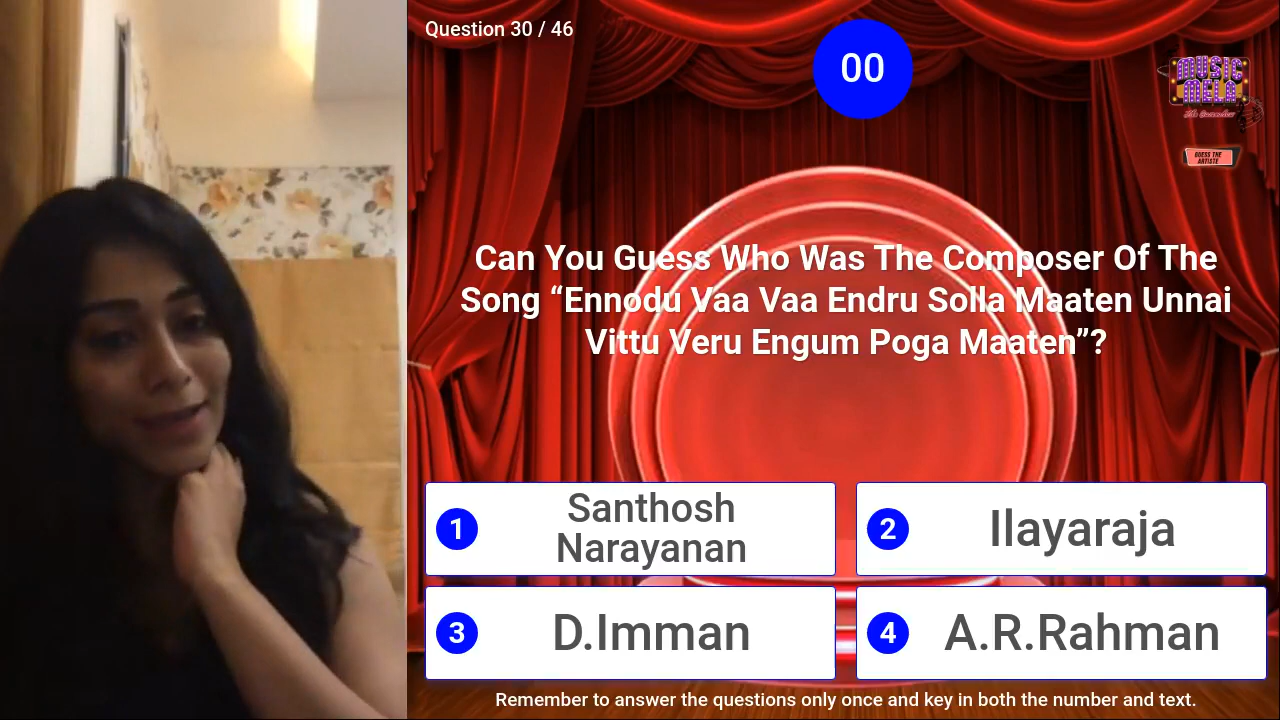 Question 30 / 46
00
MUSIC
MELA
GUESS THE
ARTISTE
Can You Guess Who Was The Composer Of The
Song “Ennodu Vaa Vaa Endru Solla Maaten Unnai
Vittu Veru Engum Poga Maaten”?
1 Santhosh
Narayanan
2 Ilayaraja
3 D.Imman
4 A.R.Rahman
Remember to answer the questions only once and key in both the number and text.